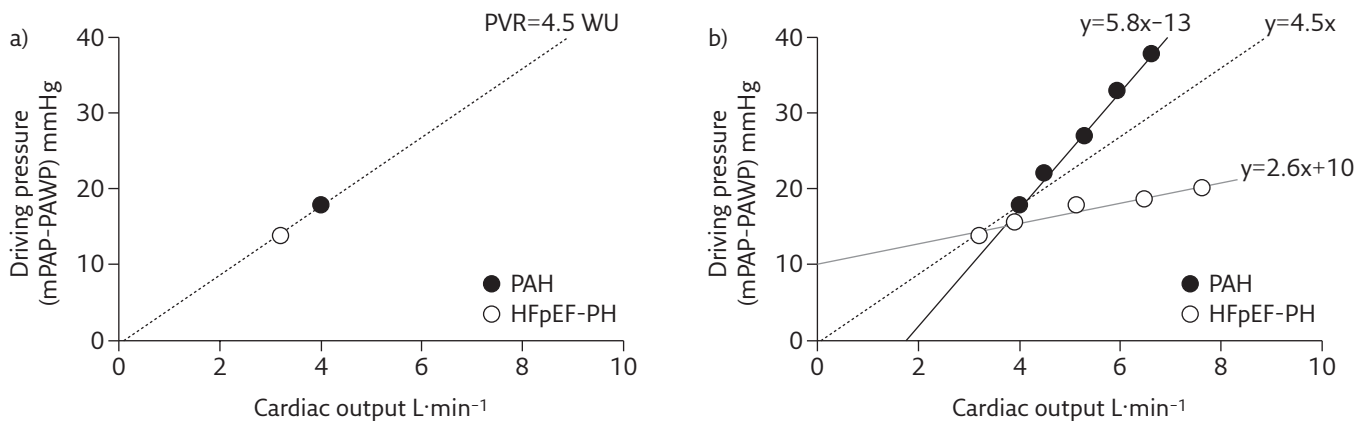 a)
PVR=4.5 WU
40
30
20
10
0
Driving pressure
(mPAP-PAWP) mmHg
PAH
HFpEF-PH
0 2 4 6 8 10
Cardiac output L·min⁻¹
b)
y=5.8x−13
y=4.5x
y=2.6x+10
40
30
20
10
0
Driving pressure
(mPAP-PAWP) mmHg
PAH
HFpEF-PH
0 2 4 6 8 10
Cardiac output L·min⁻¹